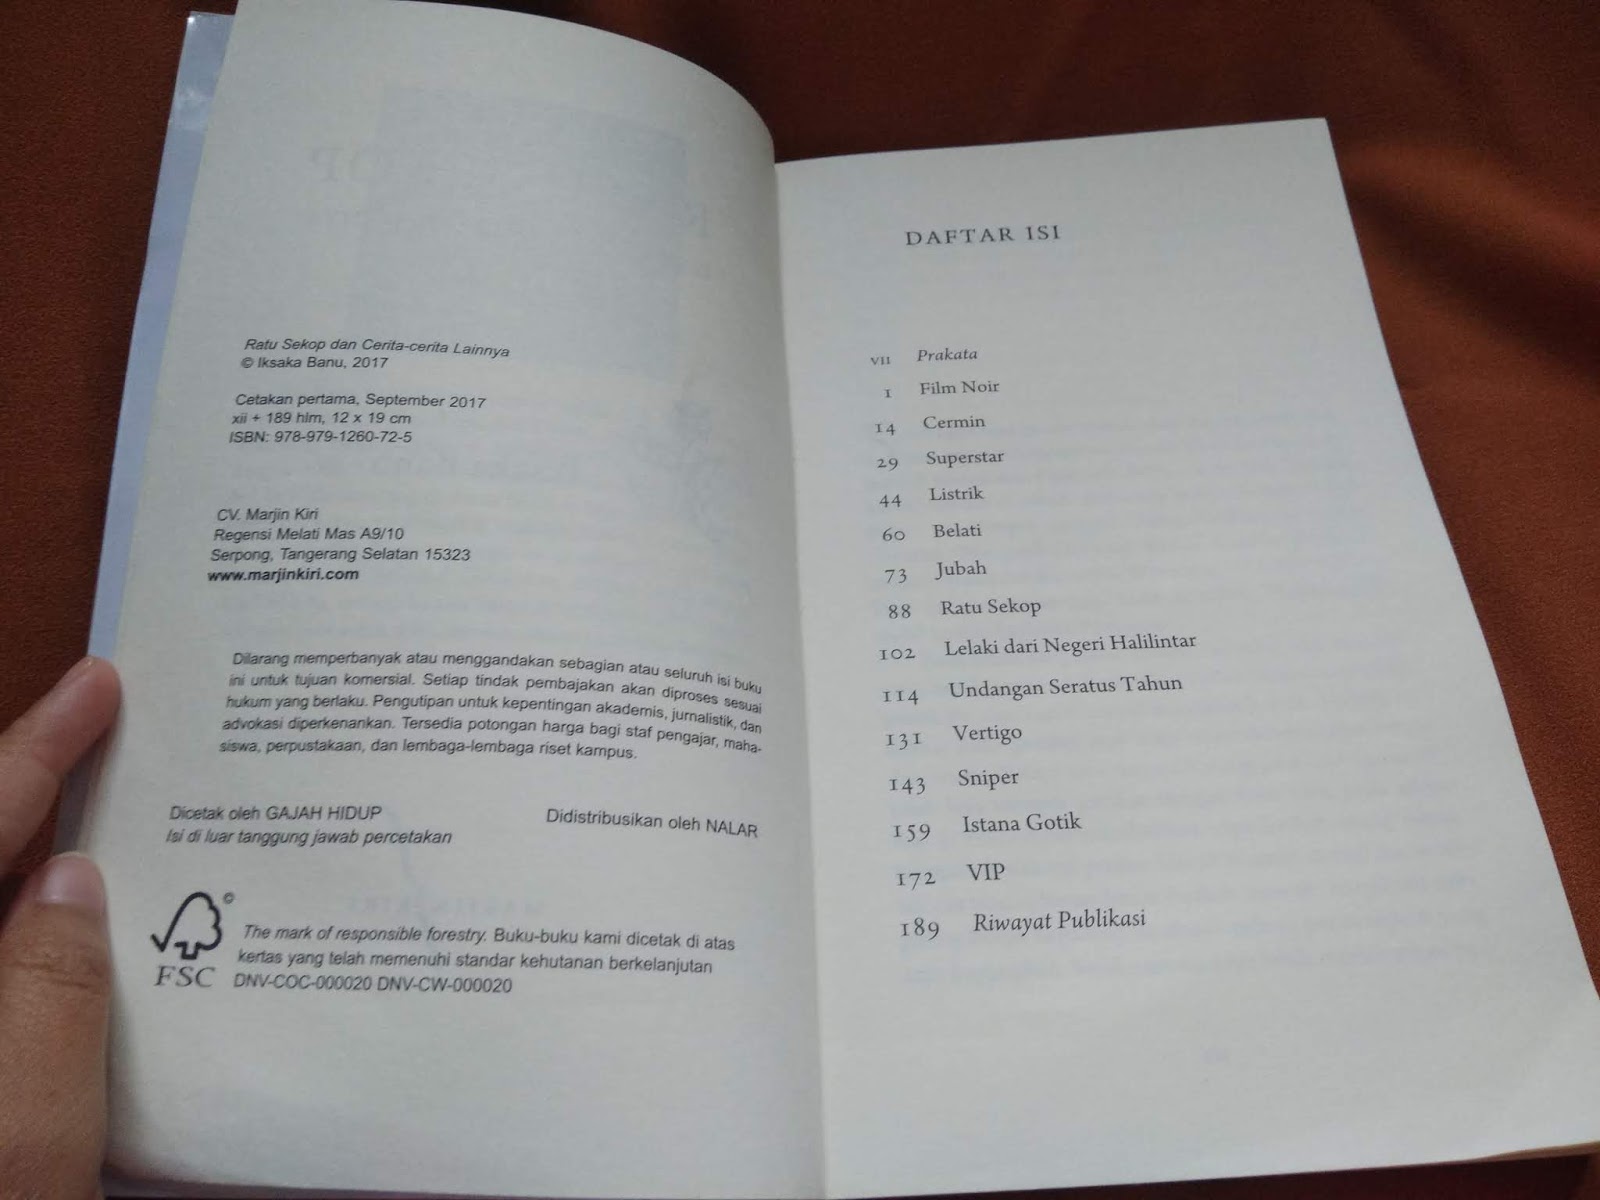 Ratu Sekop dan Cerita-cerita Lainnya
© Iksaka Banu, 2017
Cetakan pertama, September 2017
xii + 189 hlm, 12 x 19 cm
ISBN: 978-979-1260-72-5
CV. Marjin Kiri
Regensi Melati Mas A9/10
Serpong, Tangerang Selatan 15323
www.marjinkiri.com
Dilarang memperbanyak atau menggandakan sebagian atau seluruh isi buku
ini untuk tujuan komersial. Setiap tindak pembajakan akan diproses sesuai
hukum yang berlaku. Pengutipan untuk kepentingan akademis, jurnalistik, dan
advokasi diperkenankan. Tersedia potongan harga bagi staf pengajar, maha-
siswa, perpustakaan, dan lembaga-lembaga riset kampus.
Dicetak oleh GAJAH HIDUP Didistribusikan oleh NALAR
Isi di luar tanggung jawab percetakan
©
The mark of responsible forestry. Buku-buku kami dicetak di atas
kertas yang telah memenuhi standar kehutanan berkelanjutan
FSC DNV-COC-000020 DNV-CW-000020
DAFTAR ISI
VII Prakata
1 Film Noir
14 Cermin
29 Superstar
44 Listrik
60 Belati
73 Jubah
88 Ratu Sekop
102 Lelaki dari Negeri Halilintar
114 Undangan Seratus Tahun
131 Vertigo
143 Sniper
159 Istana Gotik
172 VIP
189 Riwayat Publikasi